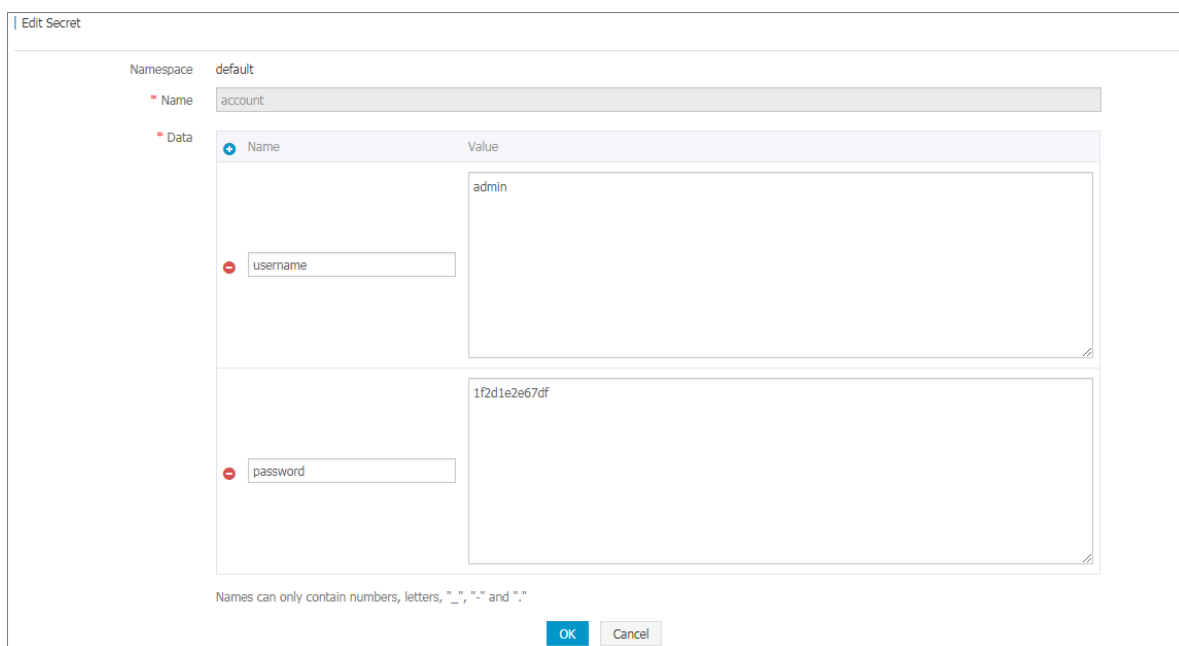 Edit Secret
Namespace default
* Name account
* Data
Name Value
admin
username
1f2d1e2e67df
password
Names can only contain numbers, letters, "_", "-" and "."
OK Cancel